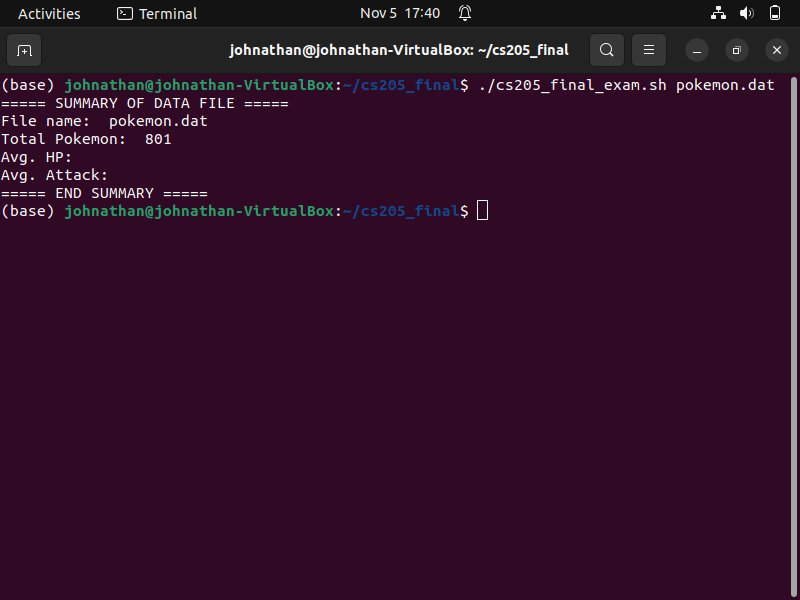 Activities Terminal Nov 5 17:40
johnathan@johnathan-VirtualBox: ~/cs205_final
(base) johnathan@johnathan-VirtualBox:~/cs205_final$ ./cs205_final_exam.sh pokemon.dat
===== SUMMARY OF DATA FILE =====
File name:  pokemon.dat
Total Pokemon:  801
Avg. HP:
Avg. Attack:
===== END SUMMARY =====
(base) johnathan@johnathan-VirtualBox:~/cs205_final$